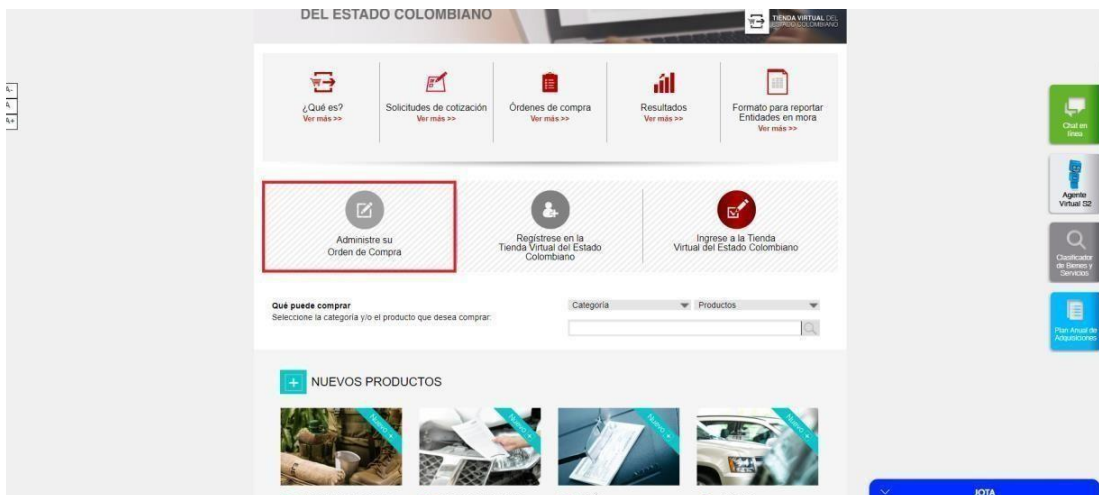 DEL ESTADO COLOMBIANO
TIENDA VIRTUAL DEL
ESTADO COLOMBIANO
¿Qué es?
Ver más >>
Solicitudes de cotización
Ver más >>
Órdenes de compra
Ver más >>
Resultados
Ver más >>
Formato para reportar
Entidades en mora
Ver más >>
A-
A
A+
Chat en
línea
Agente
Virtual S2
Clasificador
de Bienes y
Servicios
Plan Anual de
Adquisiciones
Administre su
Orden de Compra
Regístrese en la
Tienda Virtual del Estado
Colombiano
Ingrese a la Tienda
Virtual del Estado Colombiano
Qué puede comprar
Seleccione la categoría y/o el producto que desea comprar:
Categoría
Productos
NUEVOS PRODUCTOS
Nuevo +
Nuevo +
Nuevo +
Nuevo +
JOTA